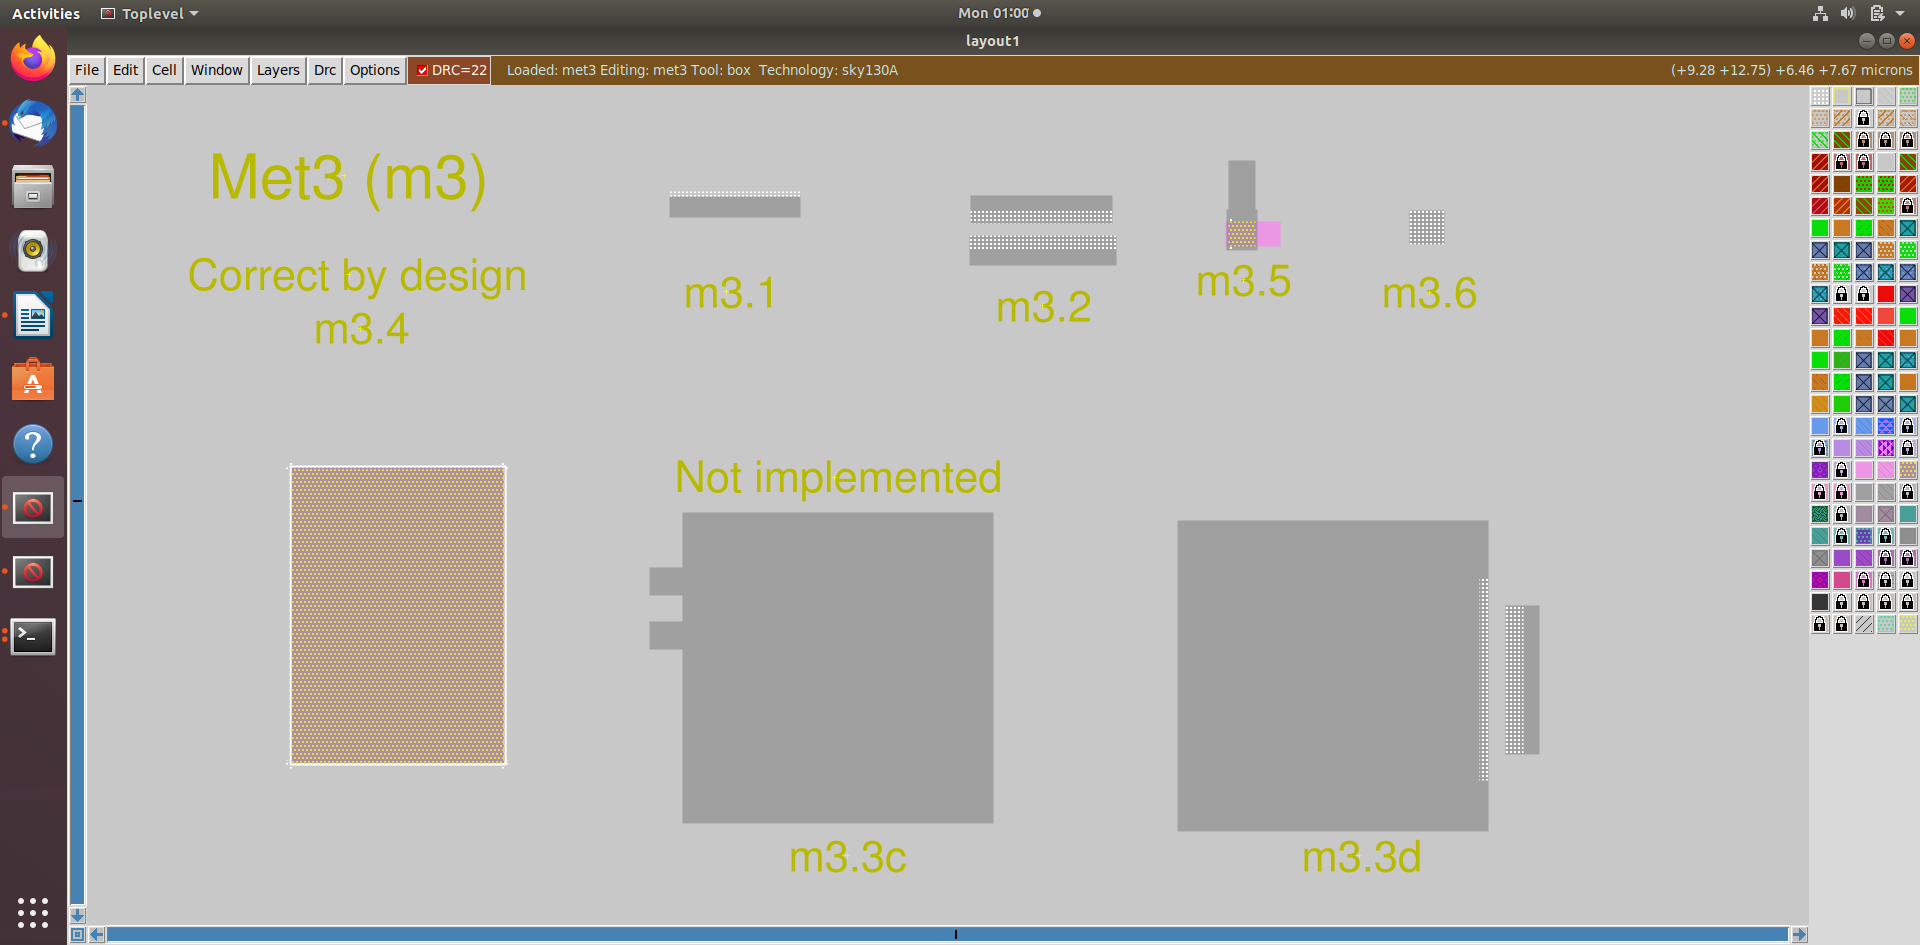 Activities
Toplevel
Mon 01:00
layout1
File Edit Cell Window Layers Drc Options DRC=22 Loaded: met3 Editing: met3 Tool: box Technology: sky130A (+9.28 +12.75) +6.46 +7.67 microns
Met3 (m3)
Correct by design
m3.4
m3.1
m3.2
m3.5
m3.6
Not implemented
m3.3c
m3.3d